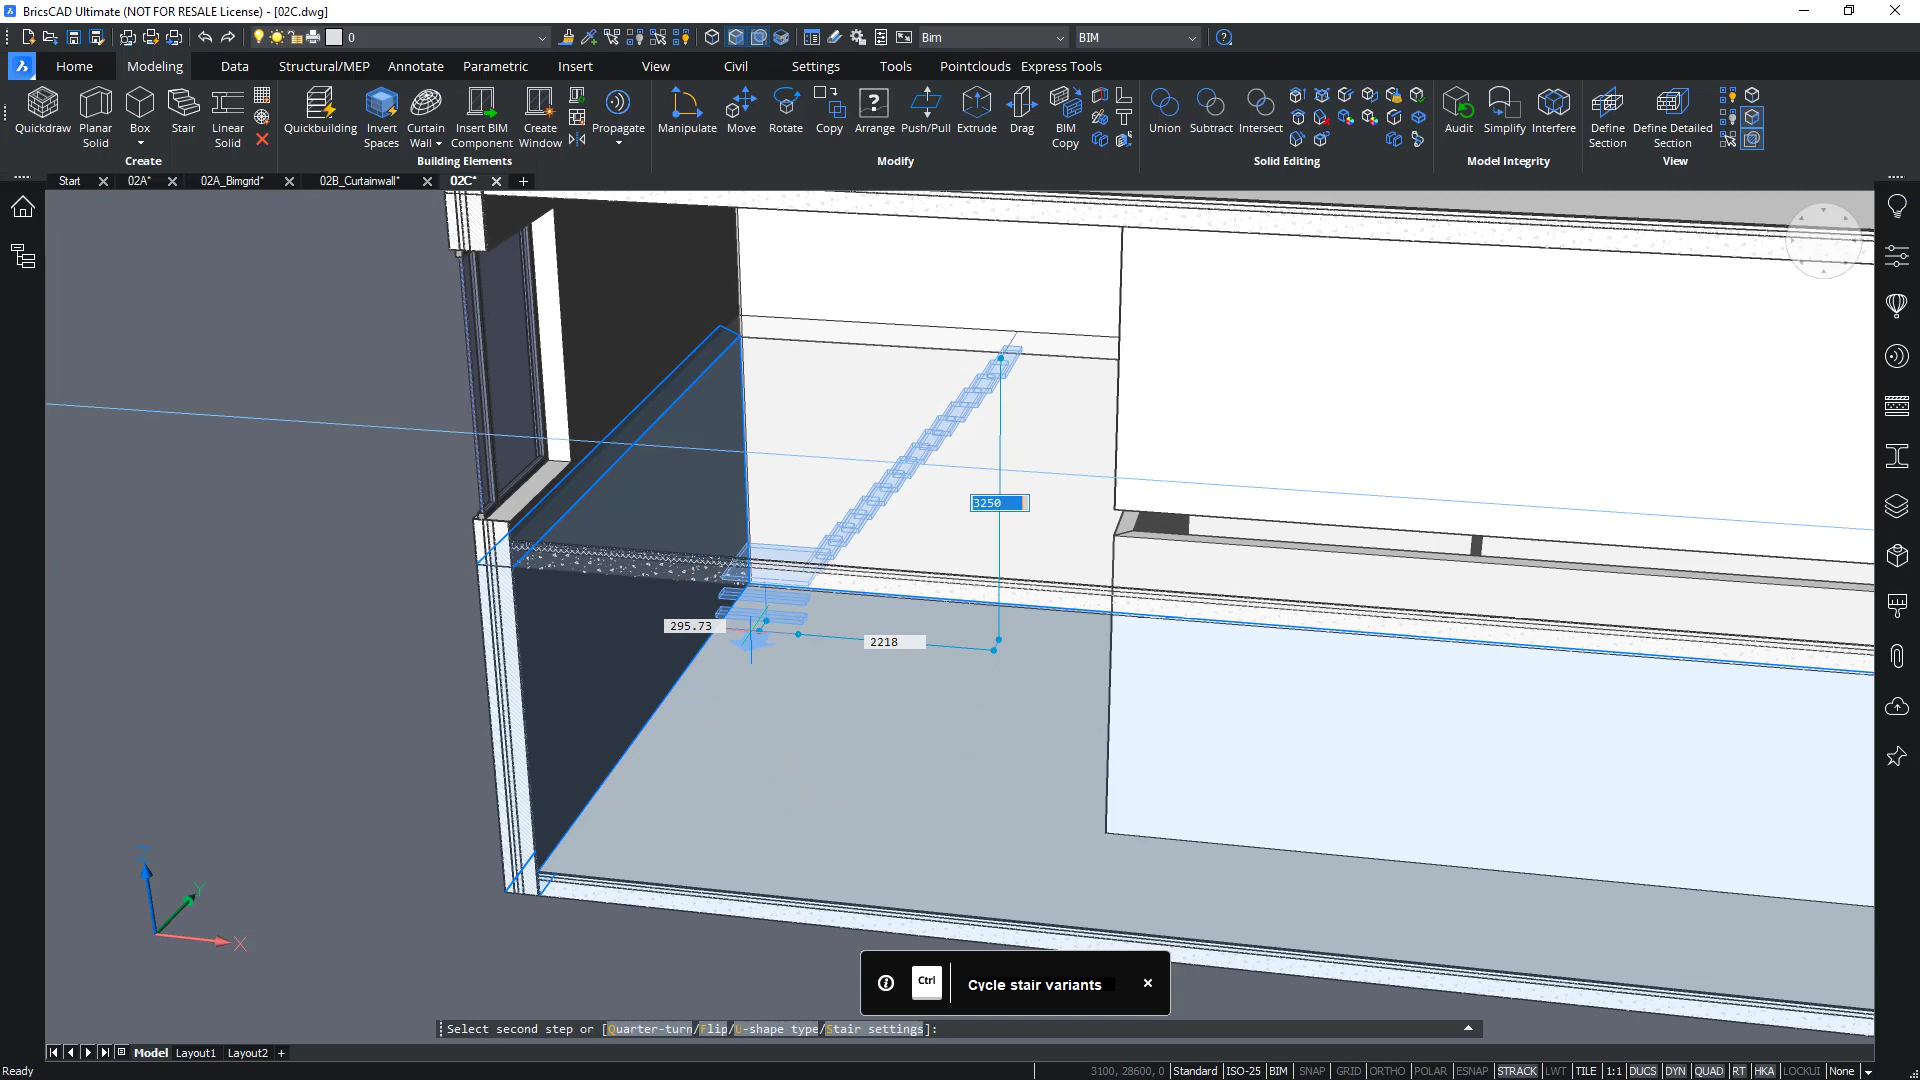 BricsCAD Ultimate (NOT FOR RESALE License) - [02C.dwg]
0
Bim
BIM
Home
Modeling
Data
Structural/MEP
Annotate
Parametric
Insert
View
Civil
Settings
Tools
Pointclouds
Express Tools
Quickdraw
Planar Solid
Box
Stair
Linear Solid
Create
Quickbuilding
Invert Spaces
Curtain Wall
Insert BIM Component
Create Window
Propagate
Building Elements
Manipulate
Move
Rotate
Copy
Arrange
Push/Pull
Extrude
Drag
BIM Copy
Modify
Union
Subtract
Intersect
Solid Editing
Audit
Simplify
Interfere
Model Integrity
Define Section
Define Detailed Section
View
Start
02A*
02A_Bimgrid*
02B_Curtainwall*
02C*
3250
295.73
2218
Z
Y
X
Ctrl
Cycle stair variants
Select second step or [Quarter-turn/Flip/U-shape type/Stair settings]:
Model
Layout1
Layout2
Ready
3100, 28600, 0
Standard
ISO-25
BIM
SNAP
GRID
ORTHO
POLAR
ESNAP
STRACK
LWT
TILE
1:1
DUCS
DYN
QUAD
RT
HKA
LOCKUI
None